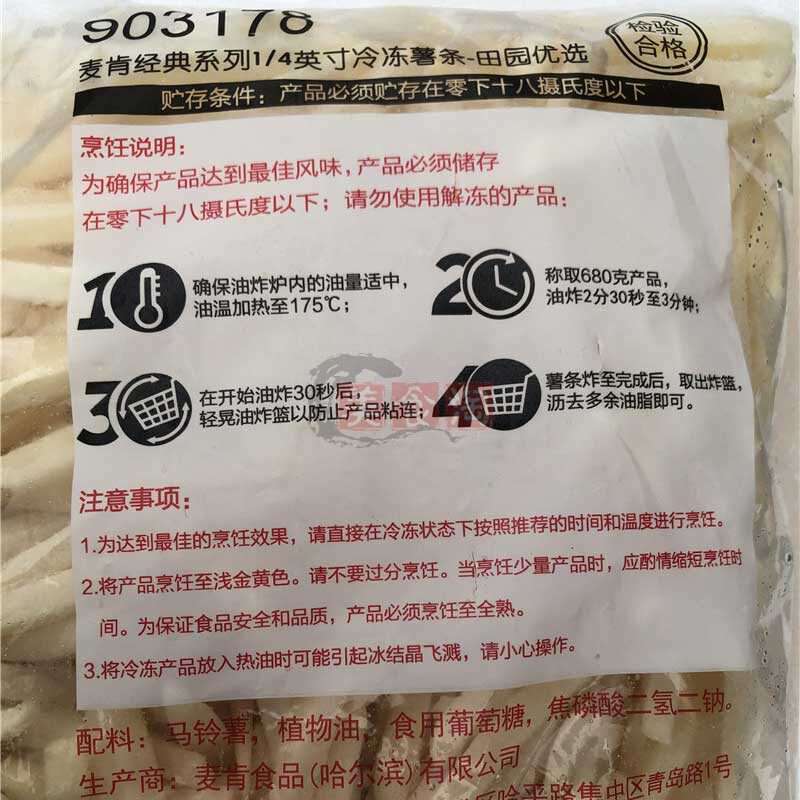 903178
检验
合格
麦肯经典系列1/4英寸冷冻薯条-田园优选
贮存条件：产品必须贮存在零下十八摄氏度以下
烹饪说明：
为确保产品达到最佳风味，产品必须储存
在零下十八摄氏度以下；请勿使用解冻的产品：
1 确保油炸炉内的油量适中，
油温加热至175℃；
2 称取680克产品，
油炸2分30秒至3分钟；
3 在开始油炸30秒后，
轻晃油炸篮以防止产品粘连；
4 薯条炸至完成后，取出炸篮，
沥去多余油脂即可。
注意事项：
1.为达到最佳的烹饪效果，请直接在冷冻状态下按照推荐的时间和温度进行烹饪。
2.将产品烹饪至浅金黄色。请不要过分烹饪。当烹饪少量产品时，应酌情缩短烹饪时
间。为保证食品安全和品质，产品必须烹饪至全熟。
3.将冷冻产品放入热油时可能引起冰结晶飞溅，请小心操作。
配料：马铃薯，植物油，食用葡萄糖，焦磷酸二氢二钠。
生产商：麦肯食品(哈尔滨)有限公司
哈平路集中区青岛路1号